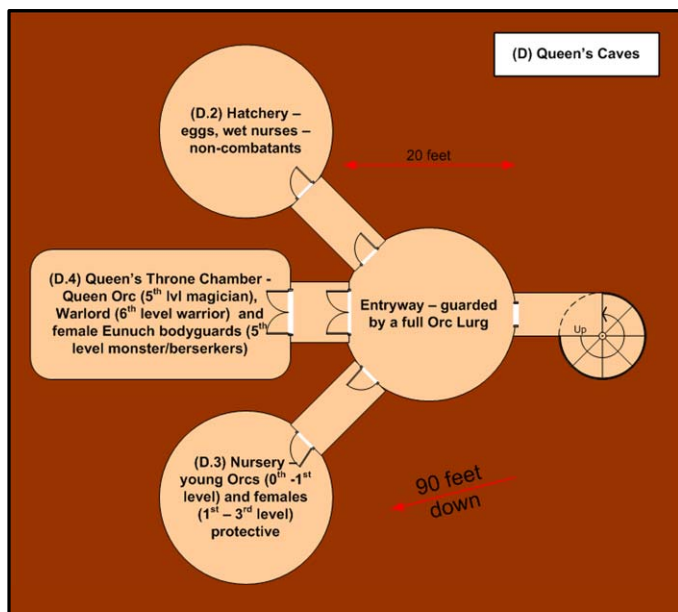 (D) Queen's Caves
(D.2) Hatchery –
eggs, wet nurses –
non-combatants
20 feet
(D.4) Queen's Throne Chamber -
Queen Orc (5th lvl magician),
Warlord (6th level warrior) and
female Eunuch bodyguards (5th
level monster/berserkers)
Entryway – guarded
by a full Orc Lurg
Up
(D.3) Nursery –
young Orcs (0th -1st
level) and females
(1st – 3rd level)
protective
90 feet
down